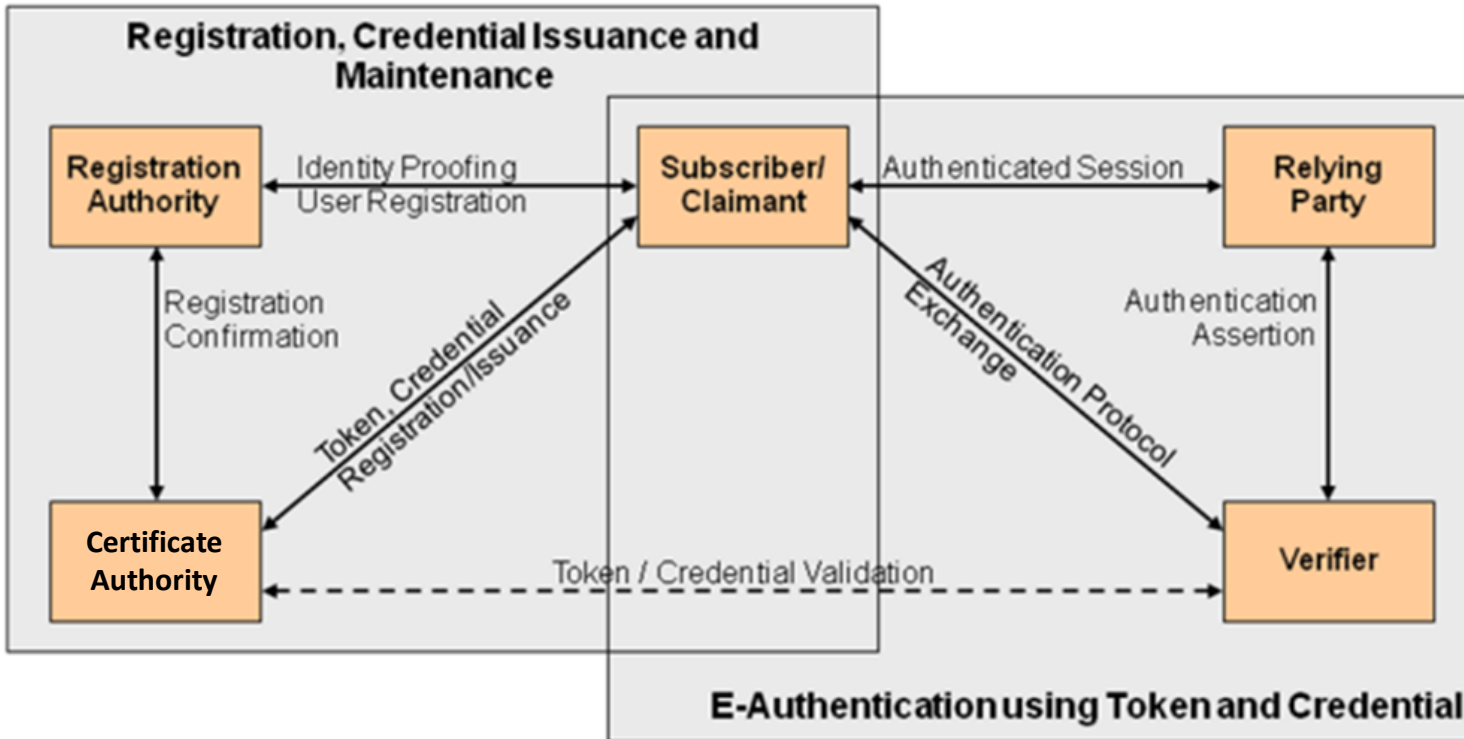 Registration, Credential Issuance and
Maintenance
Registration
Authority
Identity Proofing
User Registration
Subscriber/
Claimant
Authenticated Session
Relying
Party
Registration
Confirmation
Token, Credential
Registration/Issuance
Authentication Protocol
Exchange
Authentication
Assertion
Certificate
Authority
Token / Credential Validation
Verifier
E-Authentication using Token and Credential